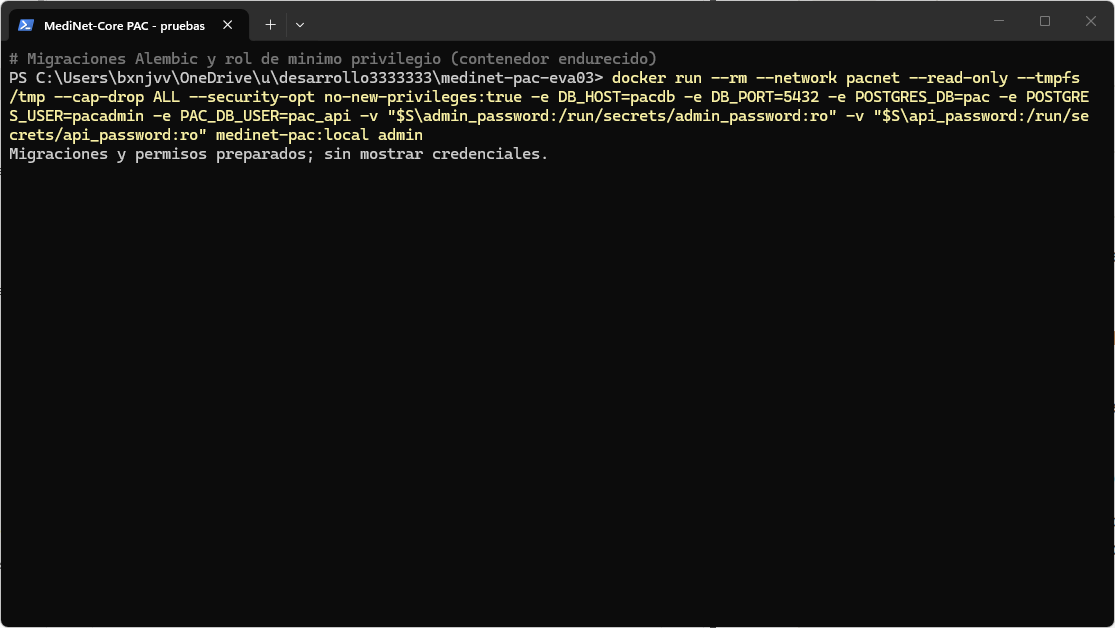 MediNet-Core PAC - pruebas
# Migraciones Alembic y rol de minimo privilegio (contenedor endurecido)
PS C:\Users\bxnjvv\OneDrive\u\desarrollo3333333\medinet-pac-eva03> docker run --rm --network pacnet --read-only --tmpfs
/tmp --cap-drop ALL --security-opt no-new-privileges:true -e DB_HOST=pacdb -e DB_PORT=5432 -e POSTGRES_DB=pac -e POSTGRE
S_USER=pacadmin -e PAC_DB_USER=pac_api -v "$S\admin_password:/run/secrets/admin_password:ro" -v "$S\api_password:/run/se
crets/api_password:ro" medinet-pac:local admin
Migraciones y permisos preparados; sin mostrar credenciales.